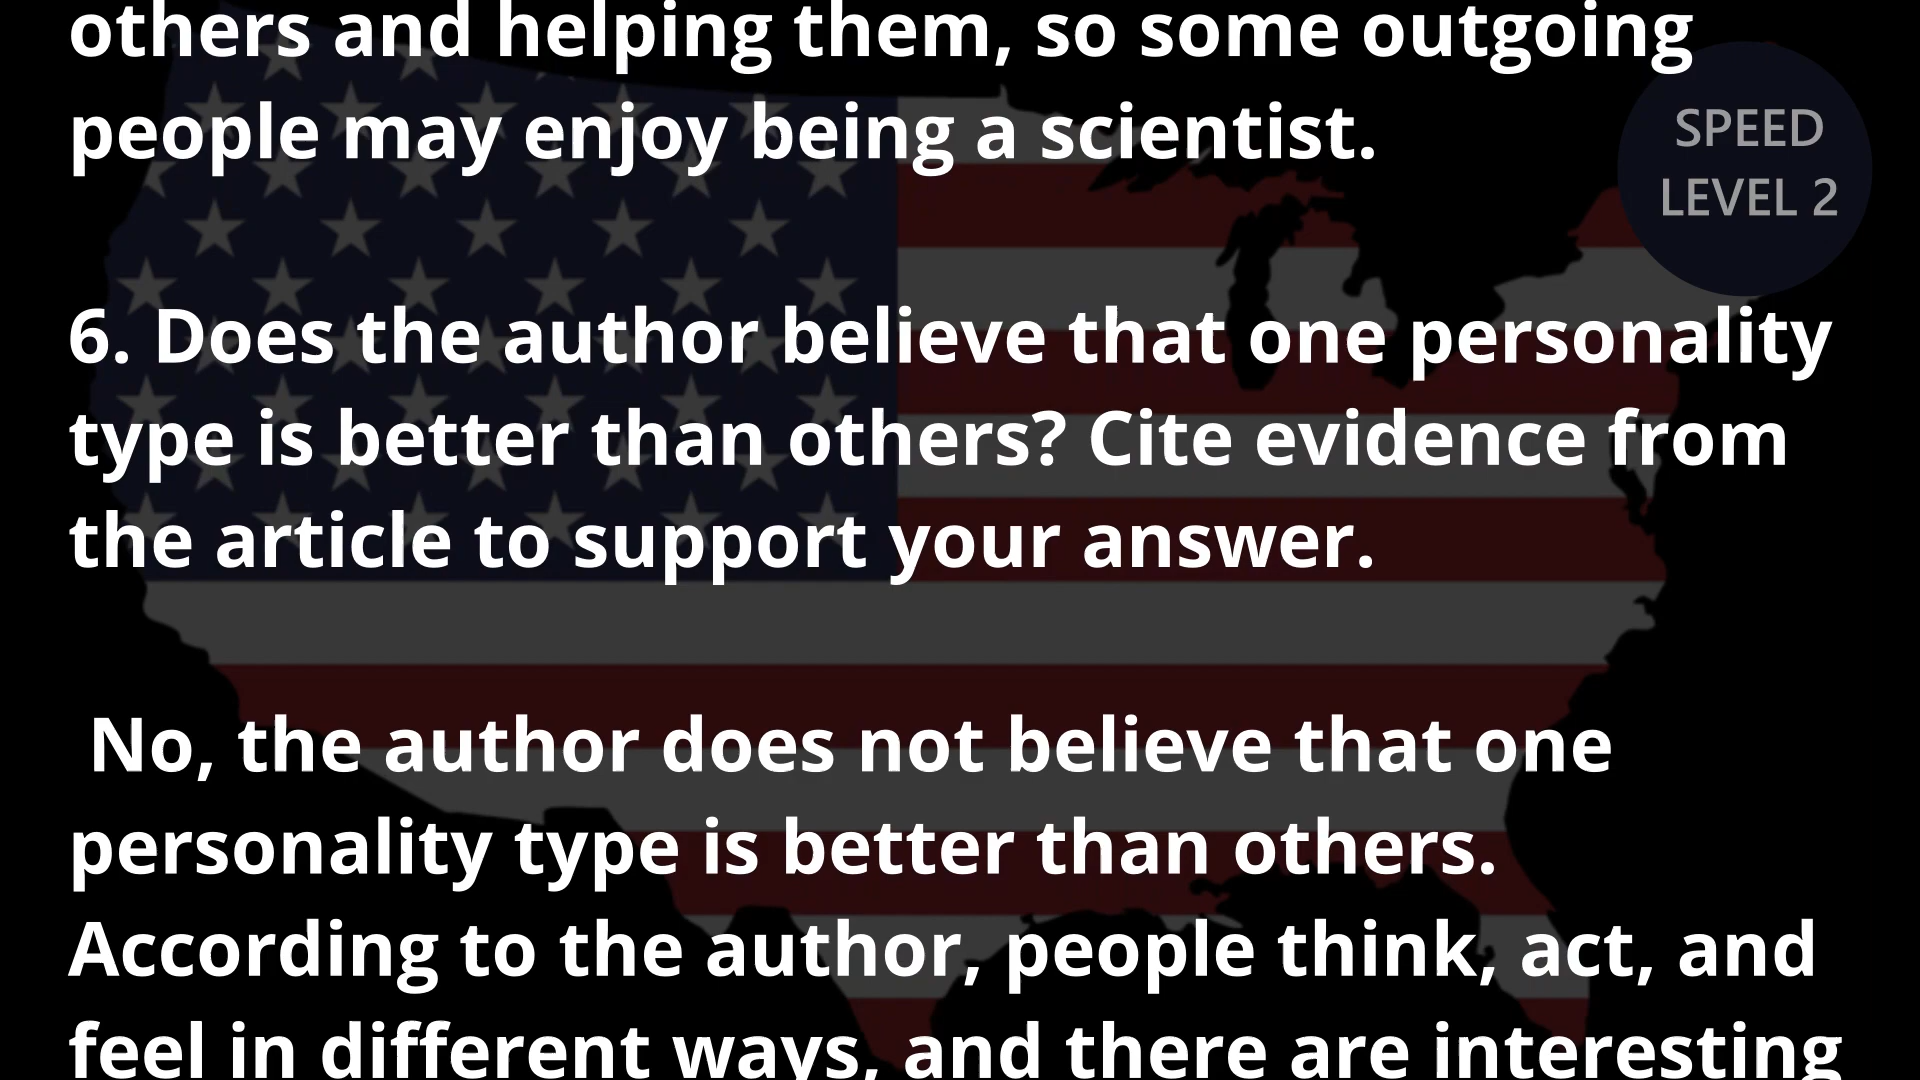 others and helping them, so some outgoing
people may enjoy being a scientist.
SPEED
LEVEL 2
6. Does the author believe that one personality
type is better than others? Cite evidence from
the article to support your answer.
No, the author does not believe that one
personality type is better than others.
According to the author, people think, act, and
feel in different ways, and there are interesting